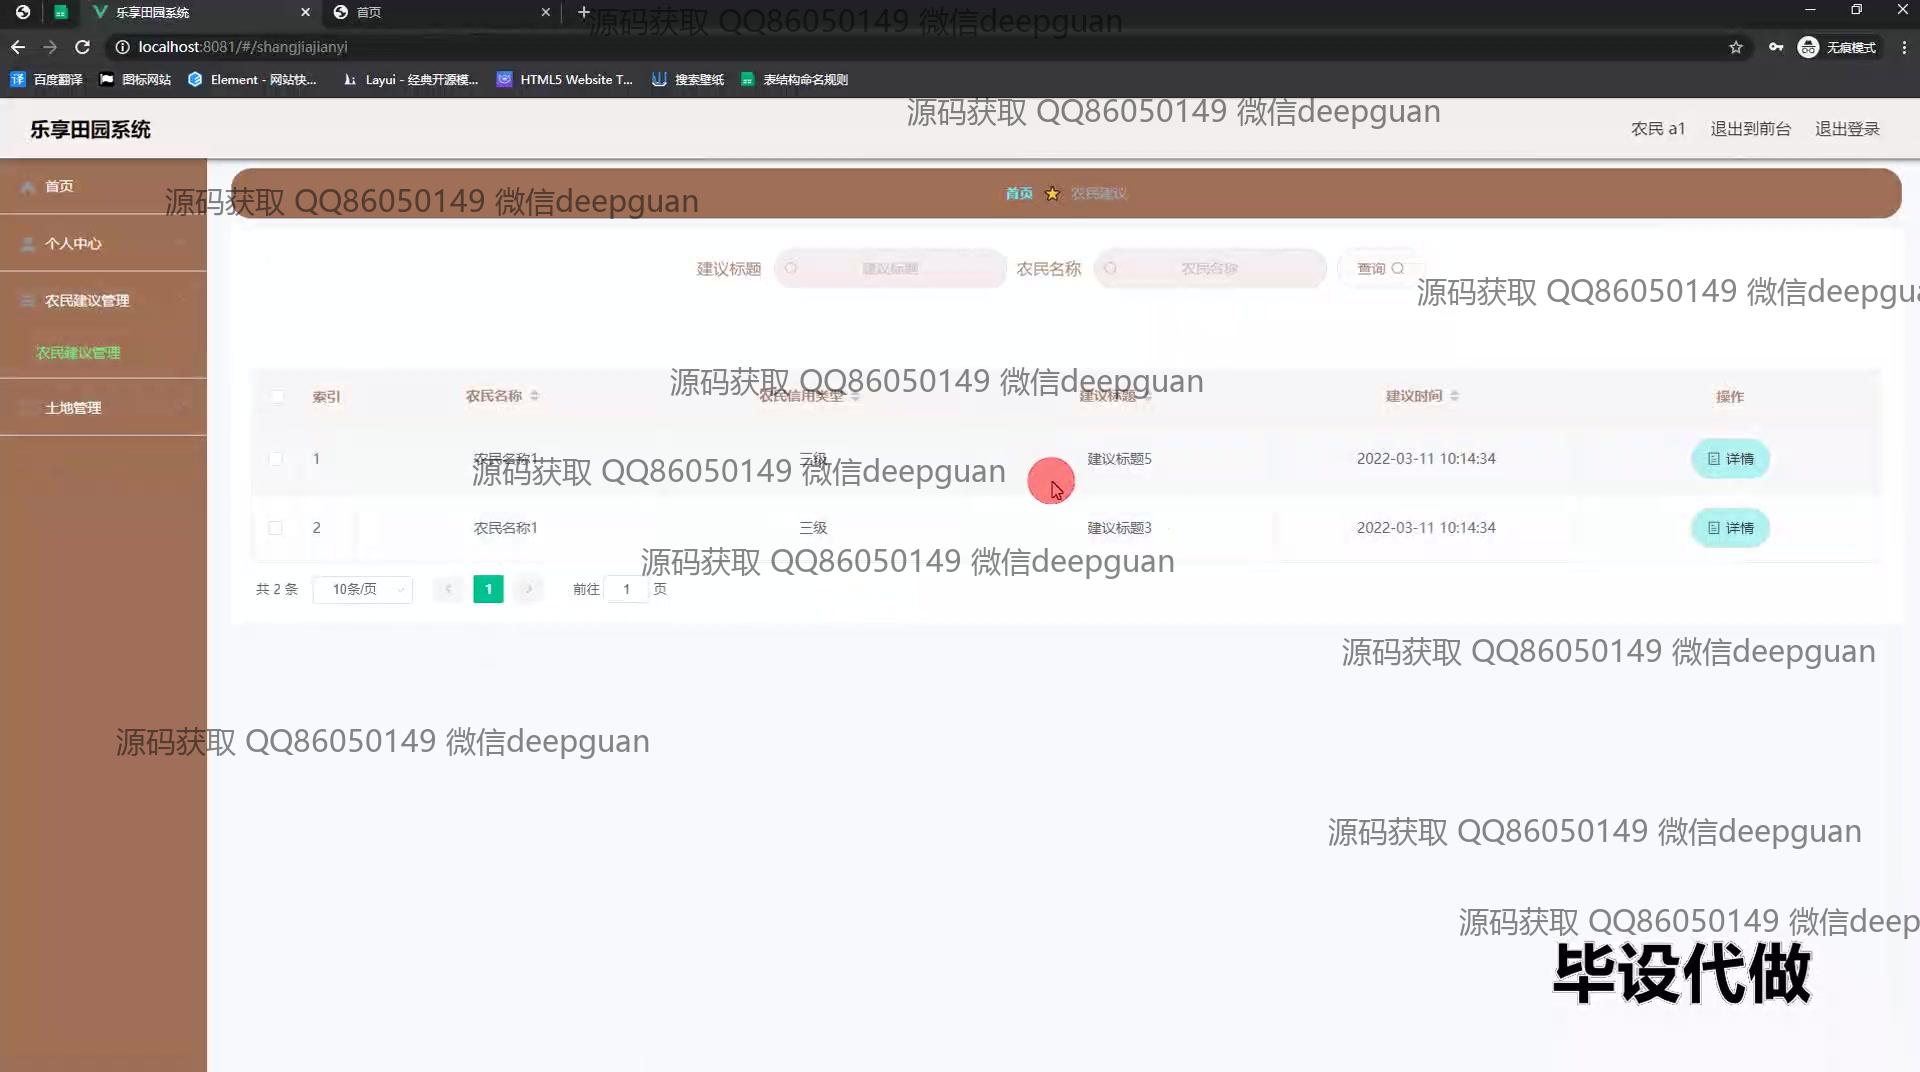 乐享田园系统
首页
源码获取 QQ86050149 微信deepguan
localhost:8081/#/shangjiajianyi
无痕模式
百度翻译
图标网站
Element - 网站快...
Layui - 经典开源模...
HTML5 Website T...
搜索壁纸
表结构命名规则
源码获取 QQ86050149 微信deepguan
乐享田园系统
农民 a1
退出到前台
退出登录
首页
源码获取 QQ86050149 微信deepguan
首页
农民建议
个人中心
建议标题
建议标题
农民名称
农民名称
查询
源码获取 QQ86050149 微信deepgua
农民建议管理
农民建议管理
源码获取 QQ86050149 微信deepguan
索引
农民名称
农民信用类型
建议标题
建议时间
操作
土地管理
1
农民名称1
三级
建议标题5
2022-03-11 10:14:34
详情
源码获取 QQ86050149 微信deepguan
2
农民名称1
三级
建议标题3
2022-03-11 10:14:34
详情
源码获取 QQ86050149 微信deepguan
共 2 条
10条/页
1
前往
1
页
源码获取 QQ86050149 微信deepguan
源码获取 QQ86050149 微信deepguan
源码获取 QQ86050149 微信deepguan
源码获取 QQ86050149 微信deep
毕设代做